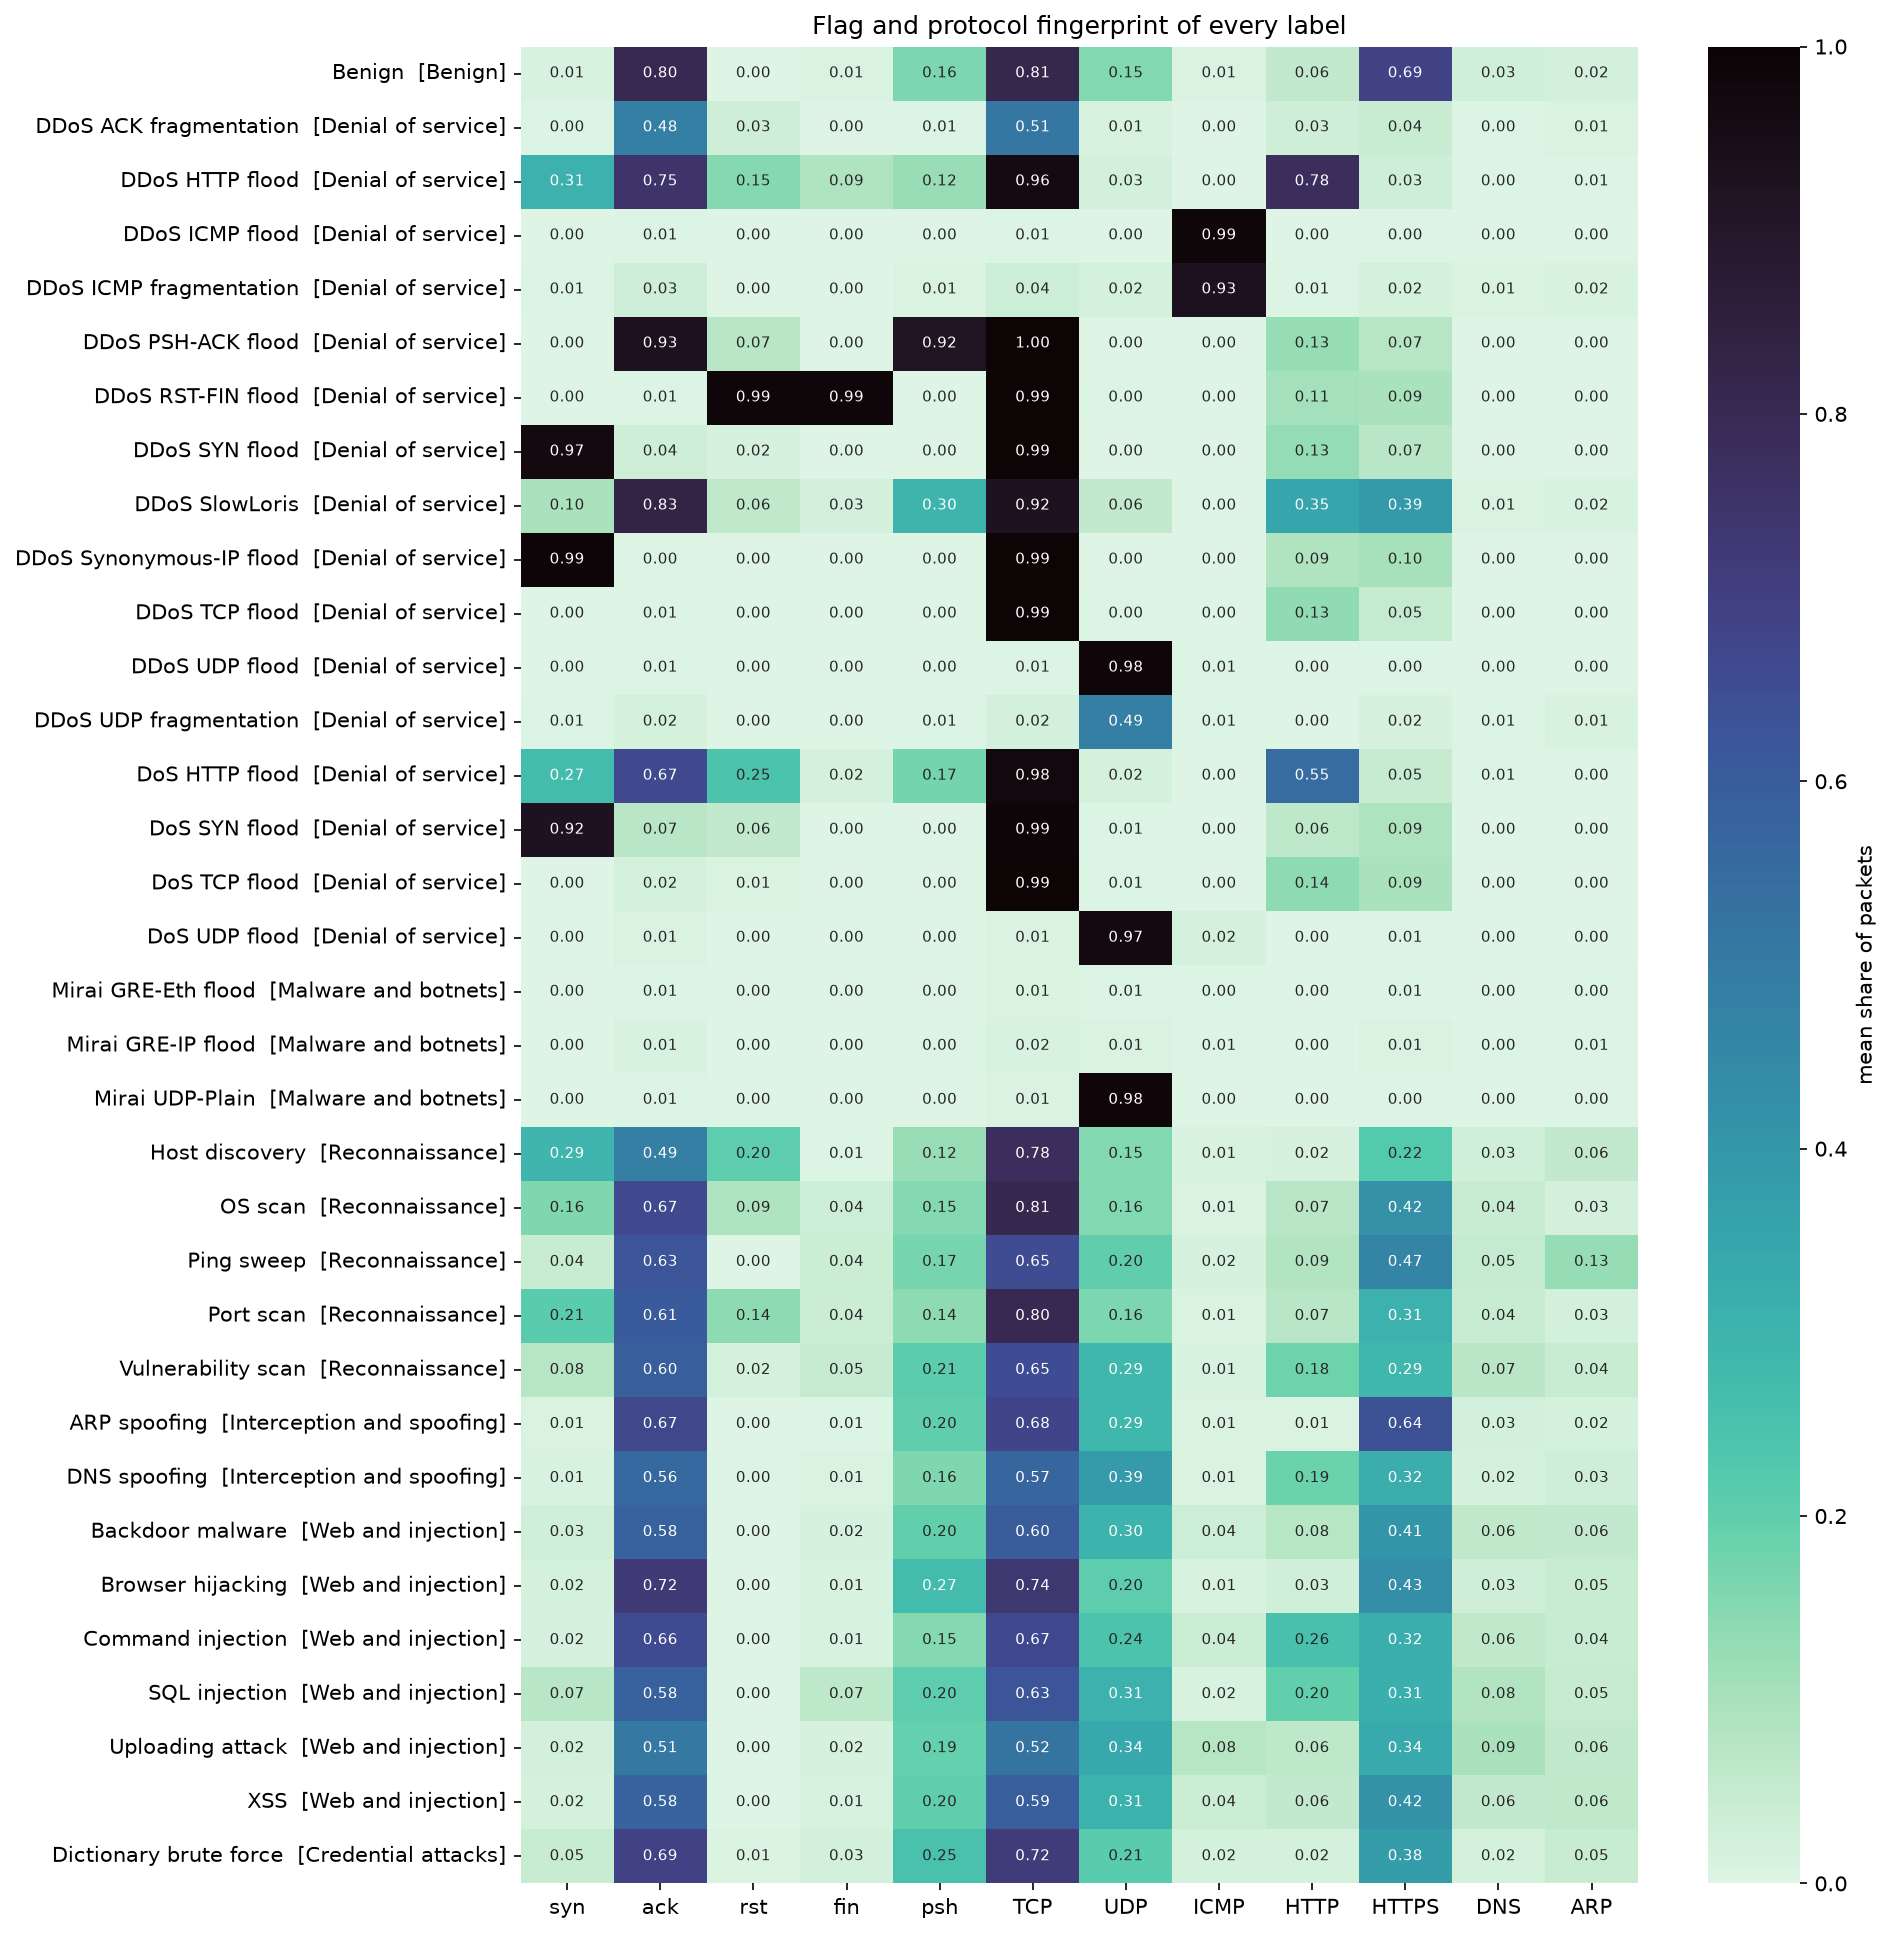 Flag and protocol fingerprint of every label
Benign [Benign] 0.01 0.80 0.00 0.01 0.16 0.81 0.15 0.01 0.06 0.69 0.03 0.02
DDoS ACK fragmentation [Denial of service] 0.00 0.48 0.03 0.00 0.01 0.51 0.01 0.00 0.03 0.04 0.00 0.01
DDoS HTTP flood [Denial of service] 0.31 0.75 0.15 0.09 0.12 0.96 0.03 0.00 0.78 0.03 0.00 0.01
DDoS ICMP flood [Denial of service] 0.00 0.01 0.00 0.00 0.00 0.01 0.00 0.99 0.00 0.00 0.00 0.00
DDoS ICMP fragmentation [Denial of service] 0.01 0.03 0.00 0.00 0.01 0.04 0.02 0.93 0.01 0.02 0.01 0.02
DDoS PSH-ACK flood [Denial of service] 0.00 0.93 0.07 0.00 0.92 1.00 0.00 0.00 0.13 0.07 0.00 0.00
DDoS RST-FIN flood [Denial of service] 0.00 0.01 0.99 0.99 0.00 0.99 0.00 0.00 0.11 0.09 0.00 0.00
DDoS SYN flood [Denial of service] 0.97 0.04 0.02 0.00 0.00 0.99 0.00 0.00 0.13 0.07 0.00 0.00
DDoS SlowLoris [Denial of service] 0.10 0.83 0.06 0.03 0.30 0.92 0.06 0.00 0.35 0.39 0.01 0.02
DDoS Synonymous-IP flood [Denial of service] 0.99 0.00 0.00 0.00 0.00 0.99 0.00 0.00 0.09 0.10 0.00 0.00
DDoS TCP flood [Denial of service] 0.00 0.01 0.00 0.00 0.00 0.99 0.00 0.00 0.13 0.05 0.00 0.00
DDoS UDP flood [Denial of service] 0.00 0.01 0.00 0.00 0.00 0.01 0.98 0.01 0.00 0.00 0.00 0.00
DDoS UDP fragmentation [Denial of service] 0.01 0.02 0.00 0.00 0.01 0.02 0.49 0.01 0.00 0.02 0.01 0.01
DoS HTTP flood [Denial of service] 0.27 0.67 0.25 0.02 0.17 0.98 0.02 0.00 0.55 0.05 0.01 0.00
DoS SYN flood [Denial of service] 0.92 0.07 0.06 0.00 0.00 0.99 0.01 0.00 0.06 0.09 0.00 0.00
DoS TCP flood [Denial of service] 0.00 0.02 0.01 0.00 0.00 0.99 0.01 0.00 0.14 0.09 0.00 0.00
DoS UDP flood [Denial of service] 0.00 0.01 0.00 0.00 0.00 0.01 0.97 0.02 0.00 0.01 0.00 0.00
Mirai GRE-Eth flood [Malware and botnets] 0.00 0.01 0.00 0.00 0.00 0.01 0.01 0.00 0.00 0.01 0.00 0.00
Mirai GRE-IP flood [Malware and botnets] 0.00 0.01 0.00 0.00 0.00 0.02 0.01 0.01 0.00 0.01 0.00 0.01
Mirai UDP-Plain [Malware and botnets] 0.00 0.01 0.00 0.00 0.00 0.01 0.98 0.00 0.00 0.00 0.00 0.00
Host discovery [Reconnaissance] 0.29 0.49 0.20 0.01 0.12 0.78 0.15 0.01 0.02 0.22 0.03 0.06
OS scan [Reconnaissance] 0.16 0.67 0.09 0.04 0.15 0.81 0.16 0.01 0.07 0.42 0.04 0.03
Ping sweep [Reconnaissance] 0.04 0.63 0.00 0.04 0.17 0.65 0.20 0.02 0.09 0.47 0.05 0.13
Port scan [Reconnaissance] 0.21 0.61 0.14 0.04 0.14 0.80 0.16 0.01 0.07 0.31 0.04 0.03
Vulnerability scan [Reconnaissance] 0.08 0.60 0.02 0.05 0.21 0.65 0.29 0.01 0.18 0.29 0.07 0.04
ARP spoofing [Interception and spoofing] 0.01 0.67 0.00 0.01 0.20 0.68 0.29 0.01 0.01 0.64 0.03 0.02
DNS spoofing [Interception and spoofing] 0.01 0.56 0.00 0.01 0.16 0.57 0.39 0.01 0.19 0.32 0.02 0.03
Backdoor malware [Web and injection] 0.03 0.58 0.00 0.02 0.20 0.60 0.30 0.04 0.08 0.41 0.06 0.06
Browser hijacking [Web and injection] 0.02 0.72 0.00 0.01 0.27 0.74 0.20 0.01 0.03 0.43 0.03 0.05
Command injection [Web and injection] 0.02 0.66 0.00 0.01 0.15 0.67 0.24 0.04 0.26 0.32 0.06 0.04
SQL injection [Web and injection] 0.07 0.58 0.00 0.07 0.20 0.63 0.31 0.02 0.20 0.31 0.08 0.05
Uploading attack [Web and injection] 0.02 0.51 0.00 0.02 0.19 0.52 0.34 0.08 0.06 0.34 0.09 0.06
XSS [Web and injection] 0.02 0.58 0.00 0.01 0.20 0.59 0.31 0.04 0.06 0.42 0.06 0.06
Dictionary brute force [Credential attacks] 0.05 0.69 0.01 0.03 0.25 0.72 0.21 0.02 0.02 0.38 0.02 0.05
syn ack rst fin psh TCP UDP ICMP HTTP HTTPS DNS ARP
1.0
0.8
0.6
0.4
0.2
0.0
mean share of packets